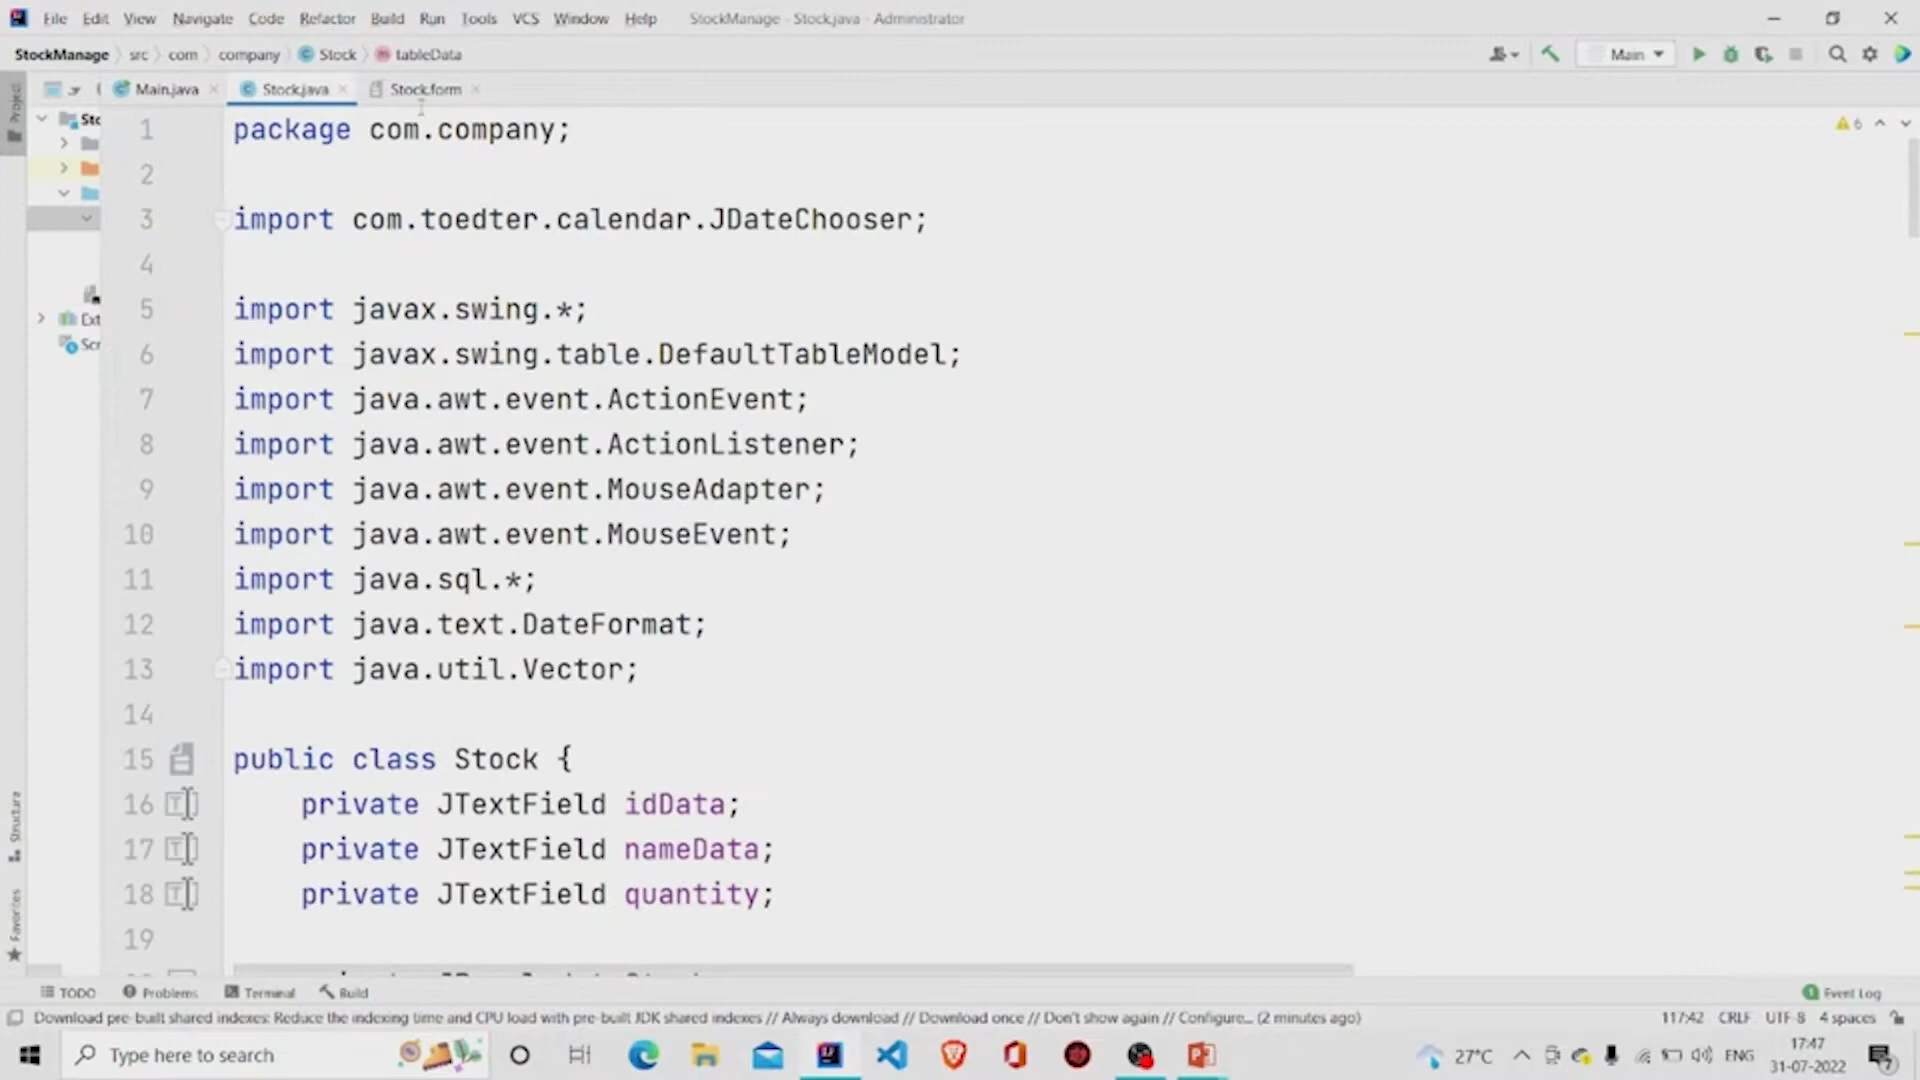 File Edit View Navigate Code Refactor Build Run Tools VCS Window Help StockManage - Stock.java - Administrator
StockManage src com company Stock tableData Main
Project Main.java Stock.java Stock.form
Sto
Ext
Scr
1 package com.company;
2
3 import com.toedter.calendar.JDateChooser;
4
5 import javax.swing.*;
6 import javax.swing.table.DefaultTableModel;
7 import java.awt.event.ActionEvent;
8 import java.awt.event.ActionListener;
9 import java.awt.event.MouseAdapter;
10 import java.awt.event.MouseEvent;
11 import java.sql.*;
12 import java.text.DateFormat;
13 import java.util.Vector;
14
15 public class Stock {
16 private JTextField idData;
17 private JTextField nameData;
18 private JTextField quantity;
19
6
Structure
Favorites
TODO Problems Terminal Build Event Log
Download pre-built shared indexes: Reduce the indexing time and CPU load with pre-built JDK shared indexes // Always download // Download once // Don't show again // Configure... (2 minutes ago) 117:42 CRLF UTF-8 4 spaces
Type here to search 27°C ENG 17:47
31-07-2022